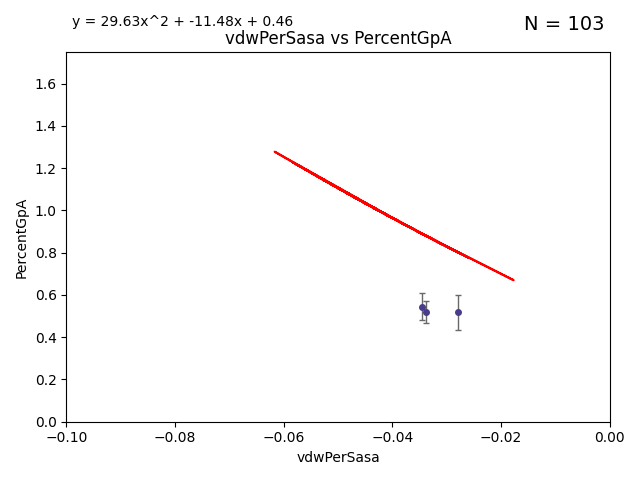 y = 29.63x^2 + -11.48x + 0.46
N = 103
vdwPerSasa vs PercentGpA
PercentGpA
1.6
1.4
1.2
1.0
0.8
0.6
0.4
0.2
0.0
−0.10 −0.08 −0.06 −0.04 −0.02 0.00
vdwPerSasa